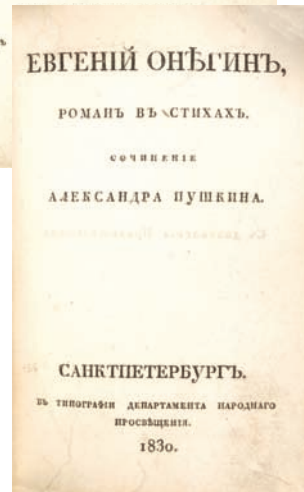 ЕВГЕНІЙ ОНѢГИНЪ,
РОМАНЪ ВЪ СТИХАХЪ.
СОЧИНЕНІЕ
АЛЕКСАНДРА ПУШКИНА.
САНКТПЕТЕРБУРГЪ.
ВЪ ТИПОГРАФІИ ДЕПАРТАМЕНТА НАРОДНАГО
ПРОСВѢЩЕНІЯ.
1830.